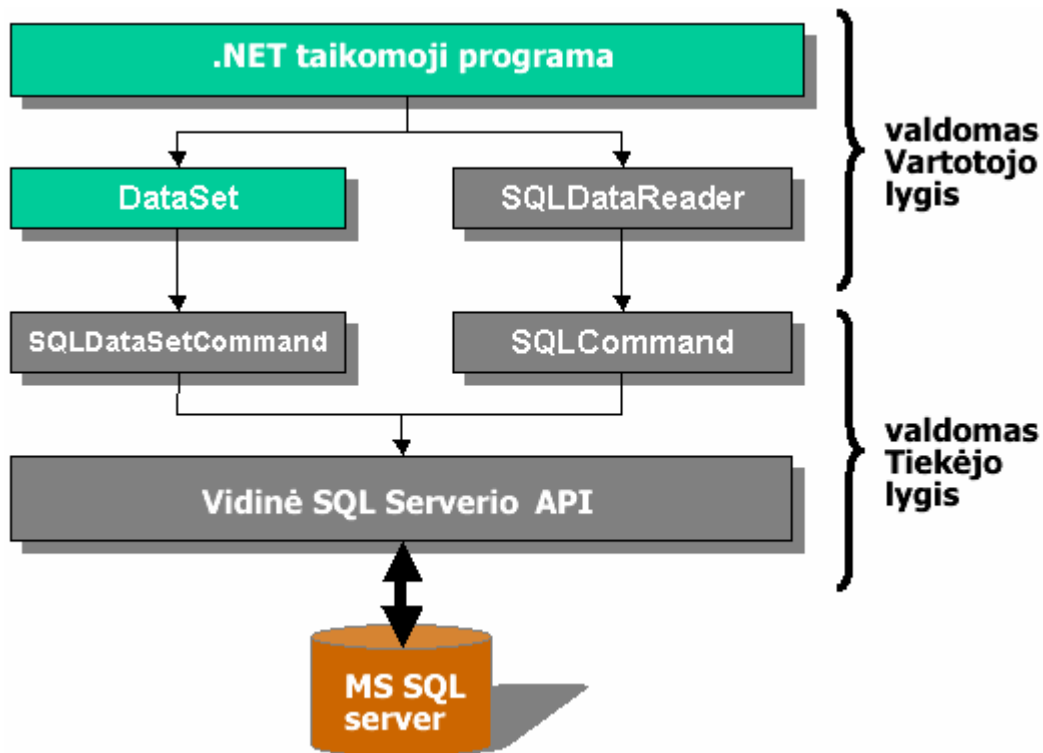 .NET taikomoji programa
valdomas
Vartotojo
lygis
DataSet
SQLDataReader
SQLDataSetCommand
SQLCommand
valdomas
Tiekėjo
lygis
Vidinė SQL Serverio API
MS SQL
server